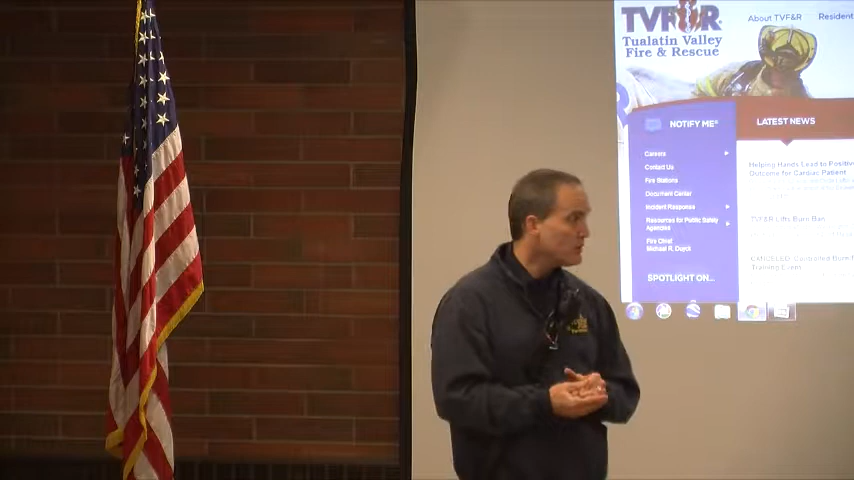 TVF&R
Tualatin Valley
Fire & Rescue
About TVF&R
Resident
NOTIFY ME
LATEST NEWS
Careers
Contact Us
Fire Stations
Document Center
Incident Response
Resources for Public Safety
Agencies
Fire Chief
Michael R. Duyck
SPOTLIGHT ON...
Helping Hands Lead to Positive
Outcome for Cardiac Patient
TVF&R Lifts Burn Ban
CANCELED: Controlled Burn f
Training Event